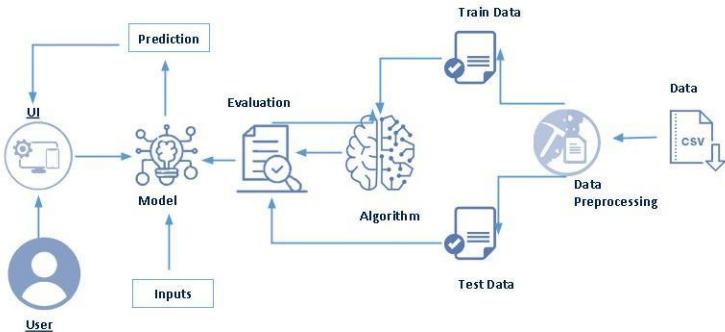 Train Data
Prediction
UI
Evaluation
Data
CSV
Model
Algorithm
Data
Preprocessing
User
Inputs
Test Data